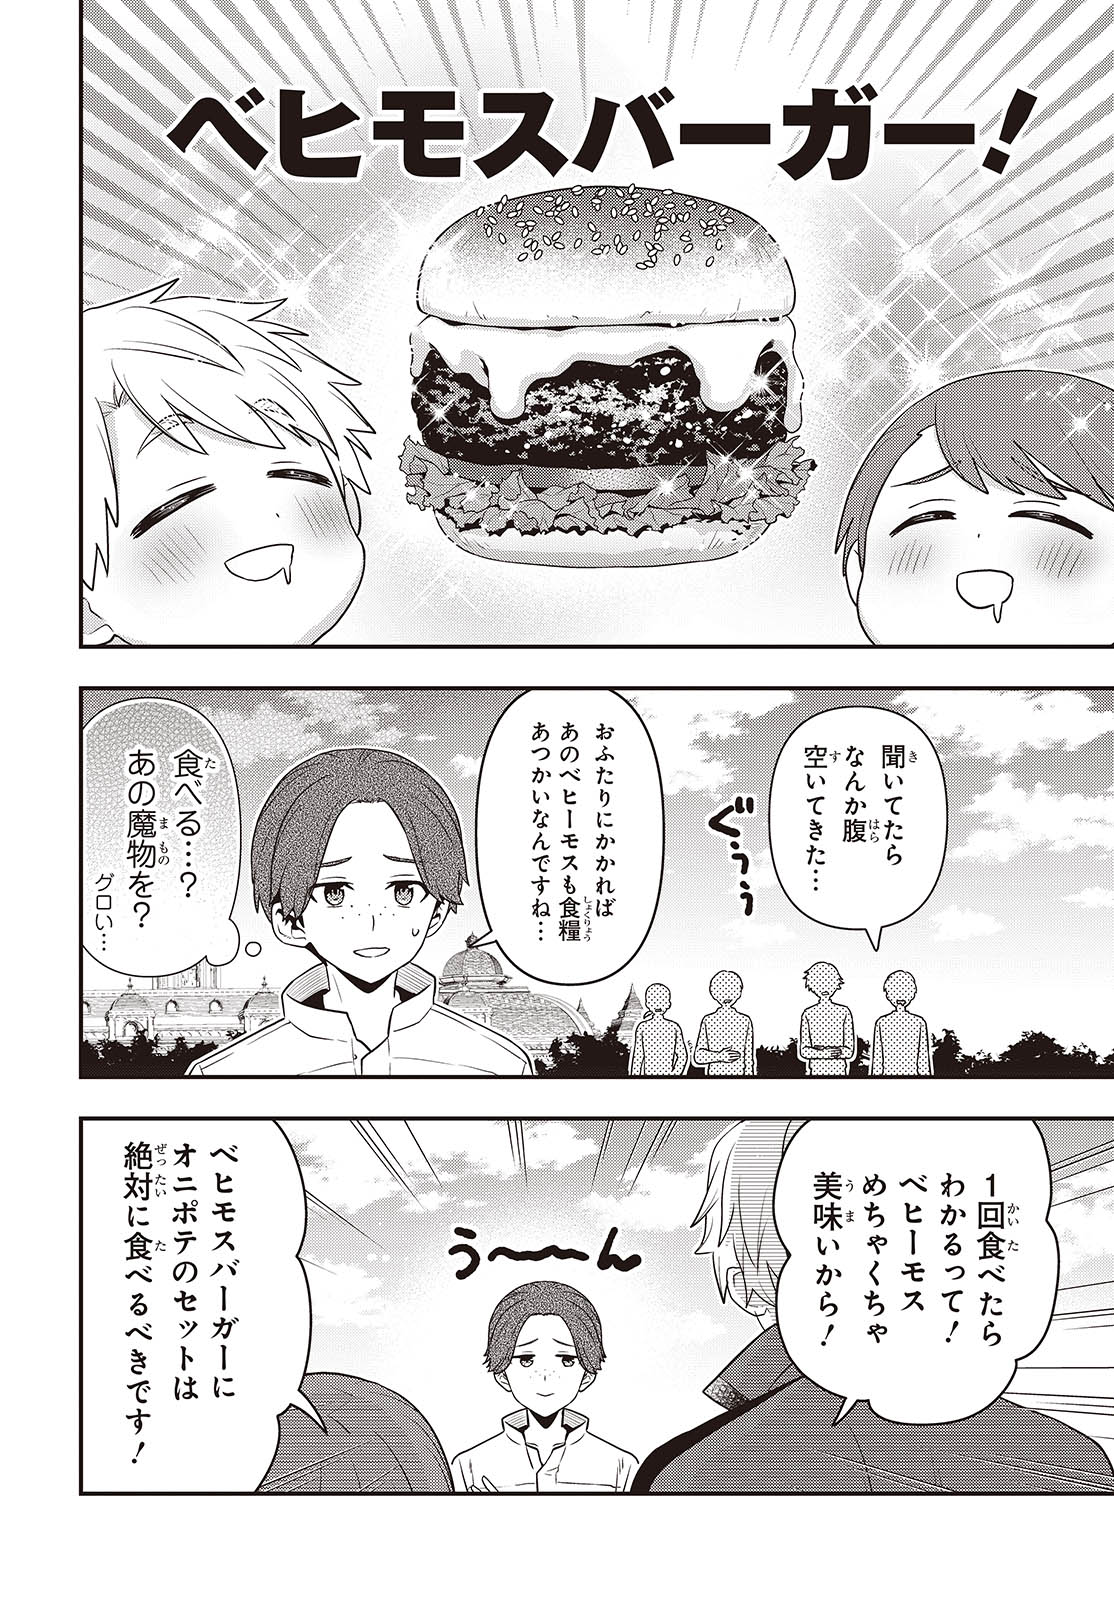 ベヒモスバーガー!
聞いてたら
なんか腹
空いてきた…
ぐぅぅ
おふたりにかかれば
あのベヒーモスも食糧
あつかいなんですね…
食べる…?
あの魔物を?
グロい…
1回食べたら
わかるって!
ベヒーモス
めちゃくちゃ
美味いから!
う〜〜ん
ベヒモスバーガーに
オニポテのセットは
絶対に食べるべきです!